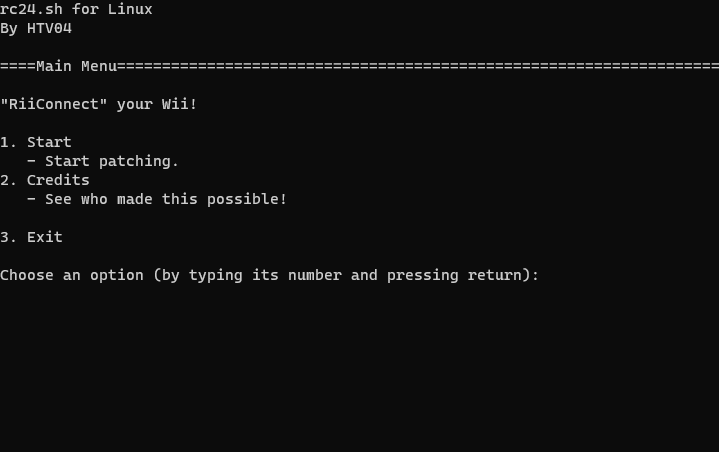 rc24.sh for Linux
By HTV04
====Main Menu===================================================================
"RiiConnect" your Wii!
1. Start
- Start patching.
2. Credits
- See who made this possible!
3. Exit
Choose an option (by typing its number and pressing return):